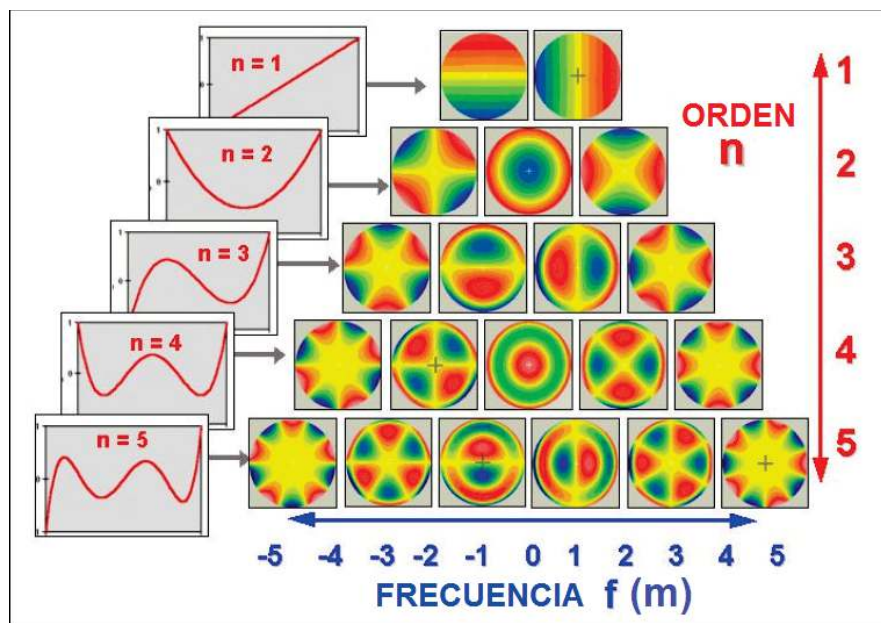 n = 1
n = 2
n = 3
n = 4
n = 5
ORDEN
n
1
2
3
4
5
-5 -4 -3 -2 -1 0 1 2 3 4 5
FRECUENCIA f (m)